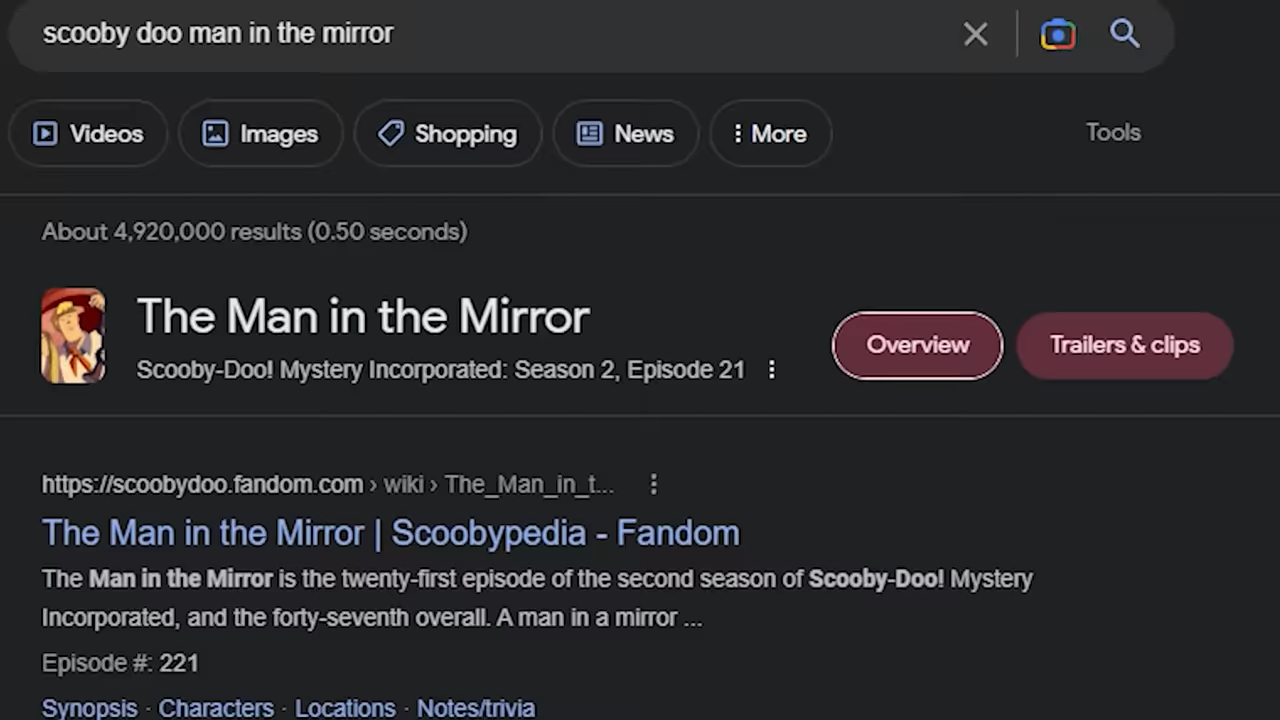 scooby doo man in the mirror
Videos Images Shopping News More Tools
About 4,920,000 results (0.50 seconds)
The Man in the Mirror
Scooby-Doo! Mystery Incorporated: Season 2, Episode 21
Overview Trailers & clips
https://scoobydoo.fandom.com › wiki › The_Man_in_t...
The Man in the Mirror | Scoobypedia - Fandom
The Man in the Mirror is the twenty-first episode of the second season of Scooby-Doo! Mystery
Incorporated, and the forty-seventh overall. A man in a mirror ...
Episode #: 221
Synopsis · Characters · Locations · Notes/trivia